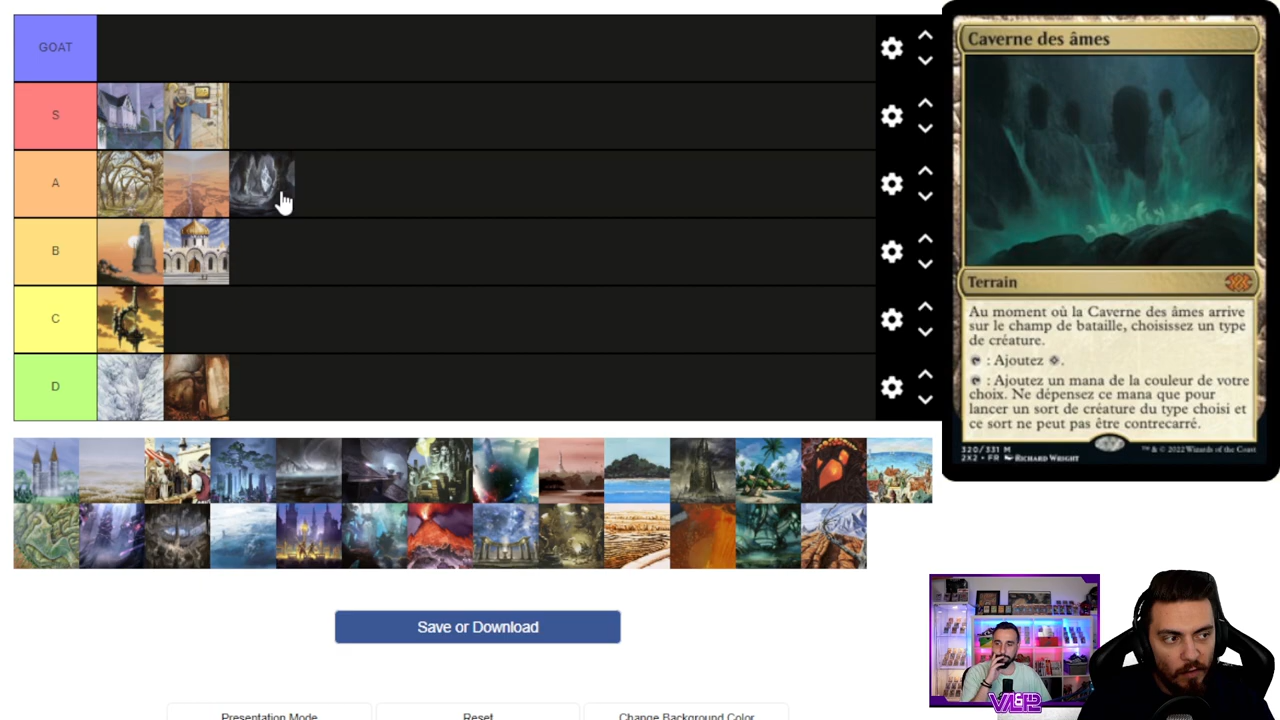 GOAT
S
A
B
C
D
Save or Download
Presentation Mode
Reset
Change Background Color
Caverne des âmes
Terrain
Au moment où la Caverne des âmes arrive
sur le champ de bataille, choisissez un type
de créature.
: Ajoutez .
: Ajoutez un mana de la couleur de votre
choix. Ne dépensez ce mana que pour
lancer un sort de créature du type choisi et
ce sort ne peut pas être contrecarré.
320/331 M
2X2 • FR RICHARD WRIGHT
™ & © 2022 Wizards of the Coast